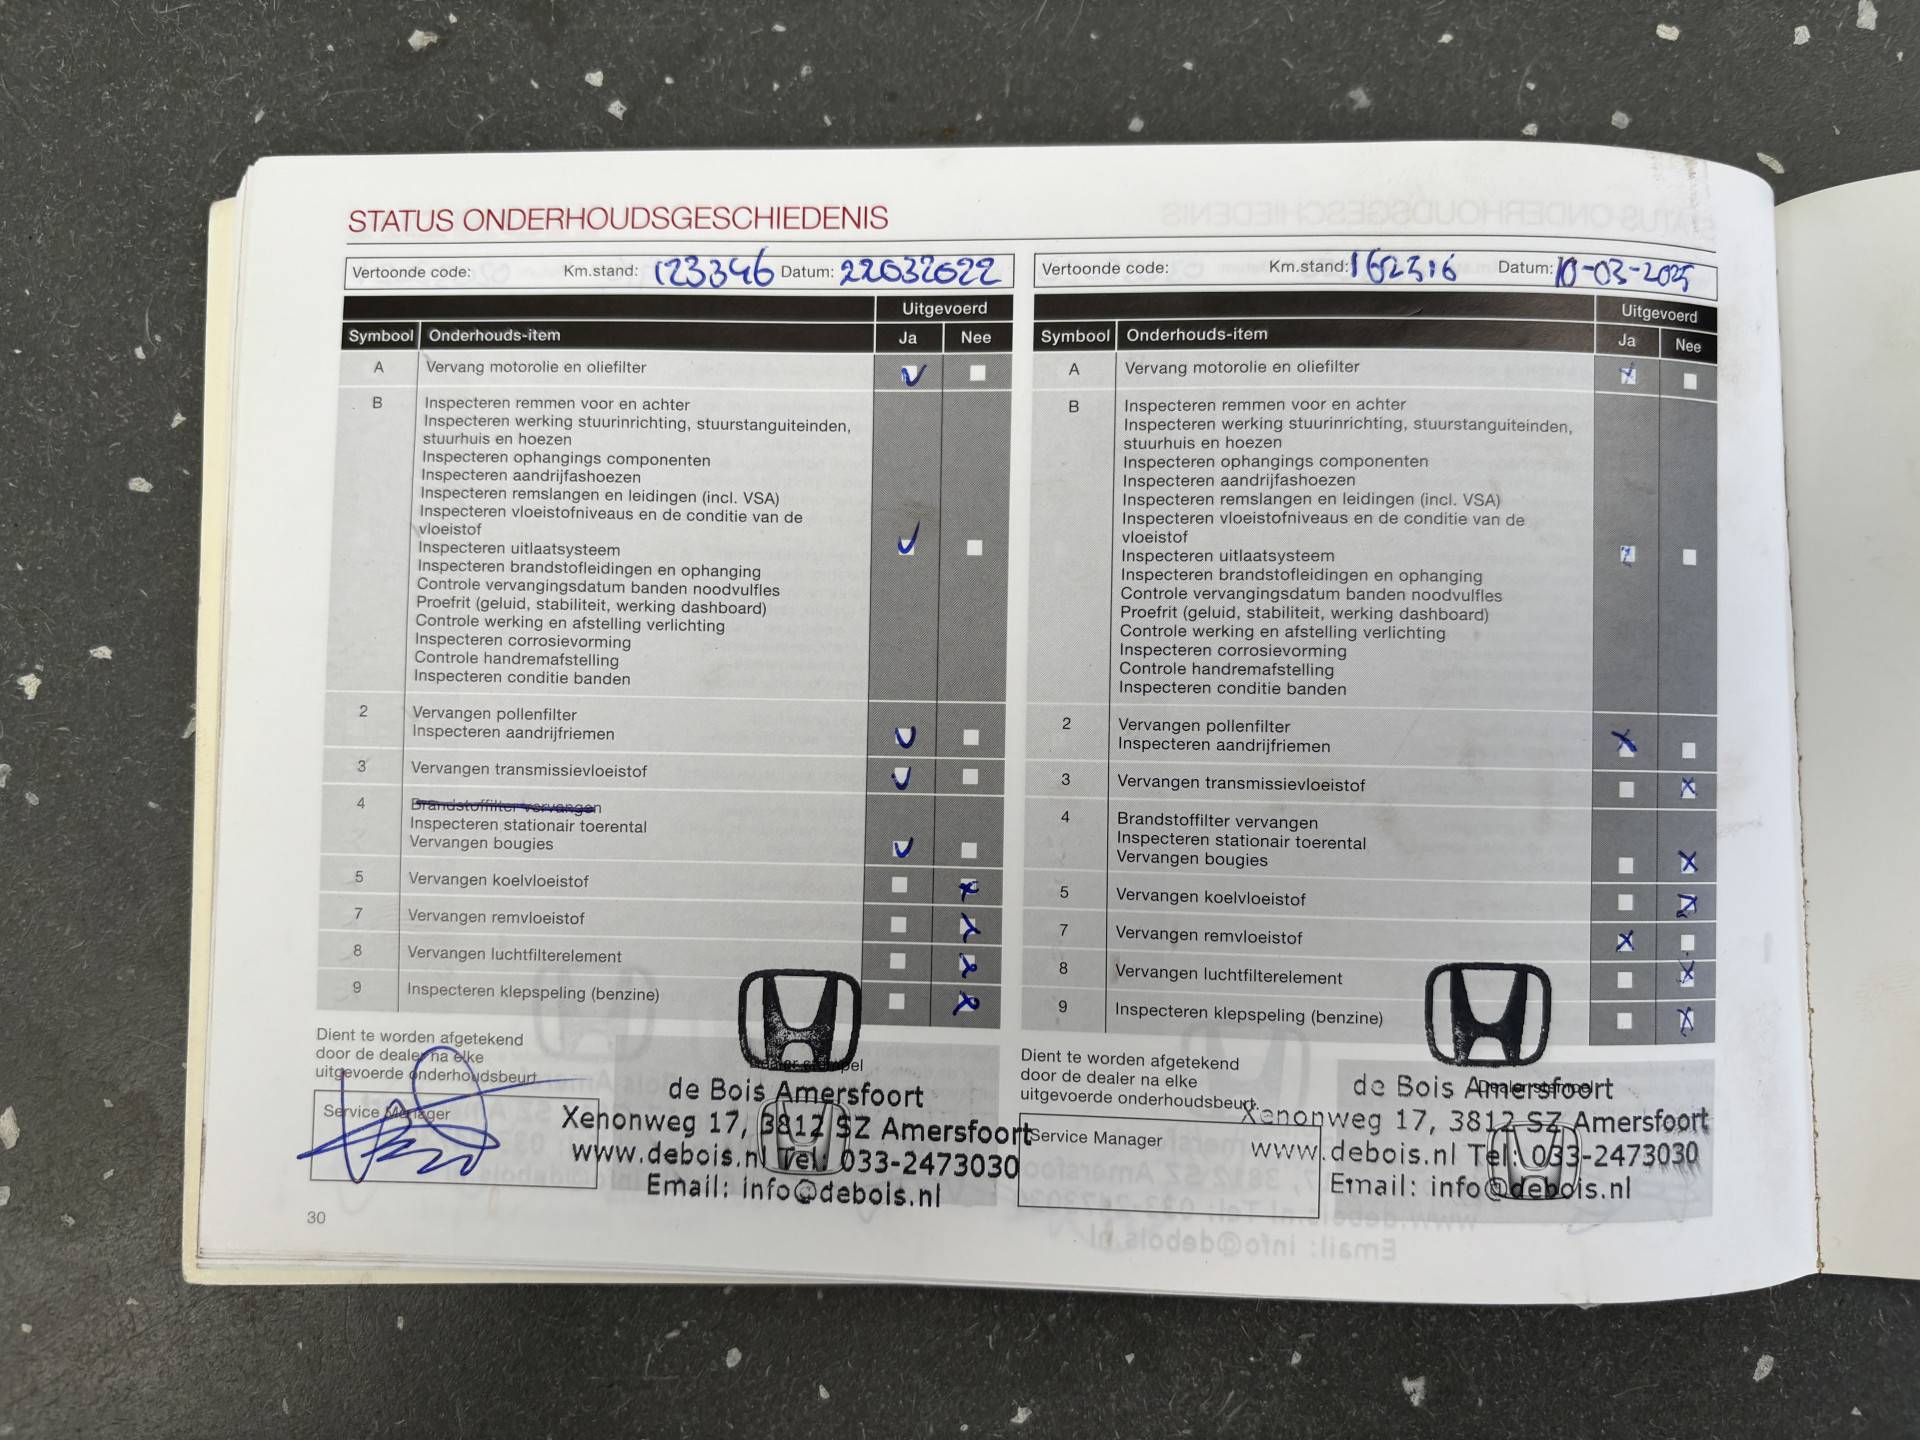 STATUS ONDERHOUDSGESCHIEDENIS
Vertoonde code: Km.stand: 123346 Datum: 22032022
Uitgevoerd
Symbool Onderhouds-item Ja Nee
A Vervang motorolie en oliefilter
B Inspecteren remmen voor en achter
Inspecteren werking stuurinrichting, stuurstanguiteinden,
stuurhuis en hoezen
Inspecteren ophangings componenten
Inspecteren aandrijfashoezen
Inspecteren remslangen en leidingen (incl. VSA)
Inspecteren vloeistofniveaus en de conditie van de
vloeistof
Inspecteren uitlaatsysteem
Inspecteren brandstofleidingen en ophanging
Controle vervangingsdatum banden noodvulfles
Proefrit (geluid, stabiliteit, werking dashboard)
Controle werking en afstelling verlichting
Inspecteren corrosievorming
Controle handremafstelling
Inspecteren conditie banden
2 Vervangen pollenfilter
Inspecteren aandrijfriemen
3 Vervangen transmissievloeistof
4 Brandstoffilter vervangen
Inspecteren stationair toerental
Vervangen bougies
5 Vervangen koelvloeistof
7 Vervangen remvloeistof
8 Vervangen luchtfilterelement
9 Inspecteren klepspeling (benzine)
Dient te worden afgetekend
door de dealer na elke
uitgevoerde onderhoudsbeurt.
Service Manager
Dealerstempel
de Bois Amersfoort
Xenonweg 17, 3812 SZ Amersfoort
www.debois.nl Tel: 033-2473030
Email: info@debois.nl
30
Vertoonde code: Km.stand: 162316 Datum: 10-03-2025
Uitgevoerd
Symbool Onderhouds-item Ja Nee
A Vervang motorolie en oliefilter
B Inspecteren remmen voor en achter
Inspecteren werking stuurinrichting, stuurstanguiteinden,
stuurhuis en hoezen
Inspecteren ophangings componenten
Inspecteren aandrijfashoezen
Inspecteren remslangen en leidingen (incl. VSA)
Inspecteren vloeistofniveaus en de conditie van de
vloeistof
Inspecteren uitlaatsysteem
Inspecteren brandstofleidingen en ophanging
Controle vervangingsdatum banden noodvulfles
Proefrit (geluid, stabiliteit, werking dashboard)
Controle werking en afstelling verlichting
Inspecteren corrosievorming
Controle handremafstelling
Inspecteren conditie banden
2 Vervangen pollenfilter
Inspecteren aandrijfriemen
3 Vervangen transmissievloeistof
4 Brandstoffilter vervangen
Inspecteren stationair toerental
Vervangen bougies
5 Vervangen koelvloeistof
7 Vervangen remvloeistof
8 Vervangen luchtfilterelement
9 Inspecteren klepspeling (benzine)
Dient te worden afgetekend
door de dealer na elke
uitgevoerde onderhoudsbeurt.
Service Manager
Dealerstempel
de Bois Amersfoort
Xenonweg 17, 3812 SZ Amersfoort
www.debois.nl Tel: 033-2473030
Email: info@debois.nl